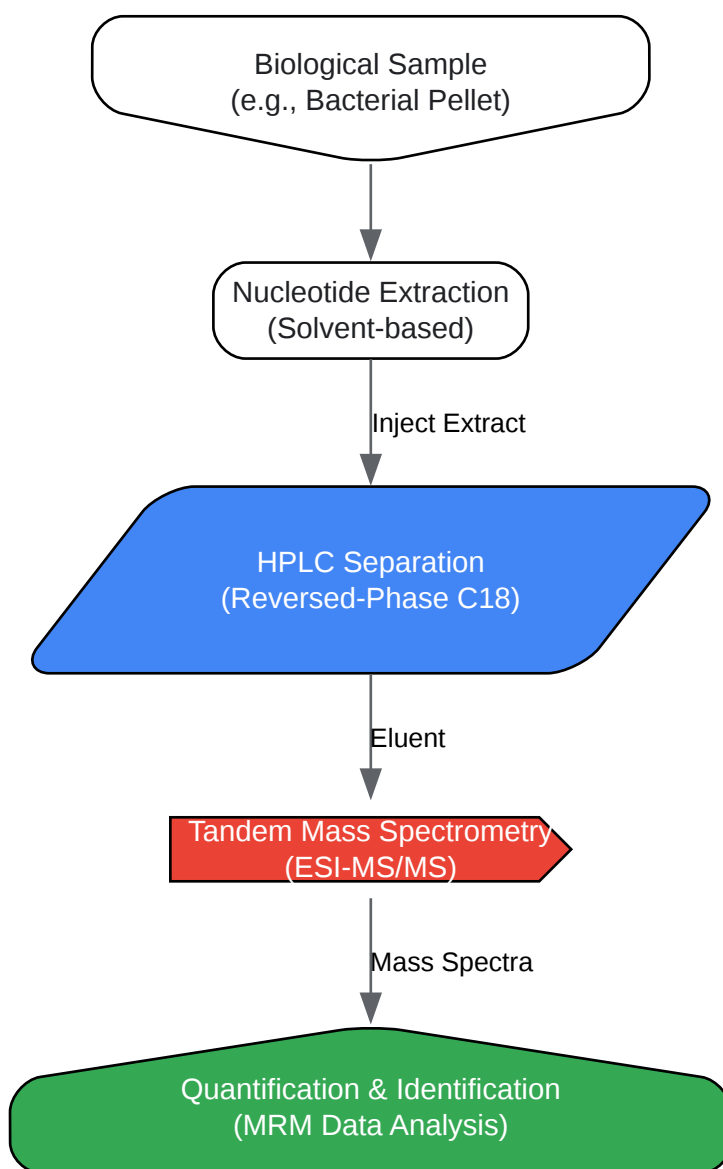 Biological Sample
(e.g., Bacterial Pellet)
Nucleotide Extraction
(Solvent-based)
Inject Extract
HPLC Separation
(Reversed-Phase C18)
Eluent
Tandem Mass Spectrometry
(ESI-MS/MS)
Mass Spectra
Quantification & Identification
(MRM Data Analysis)